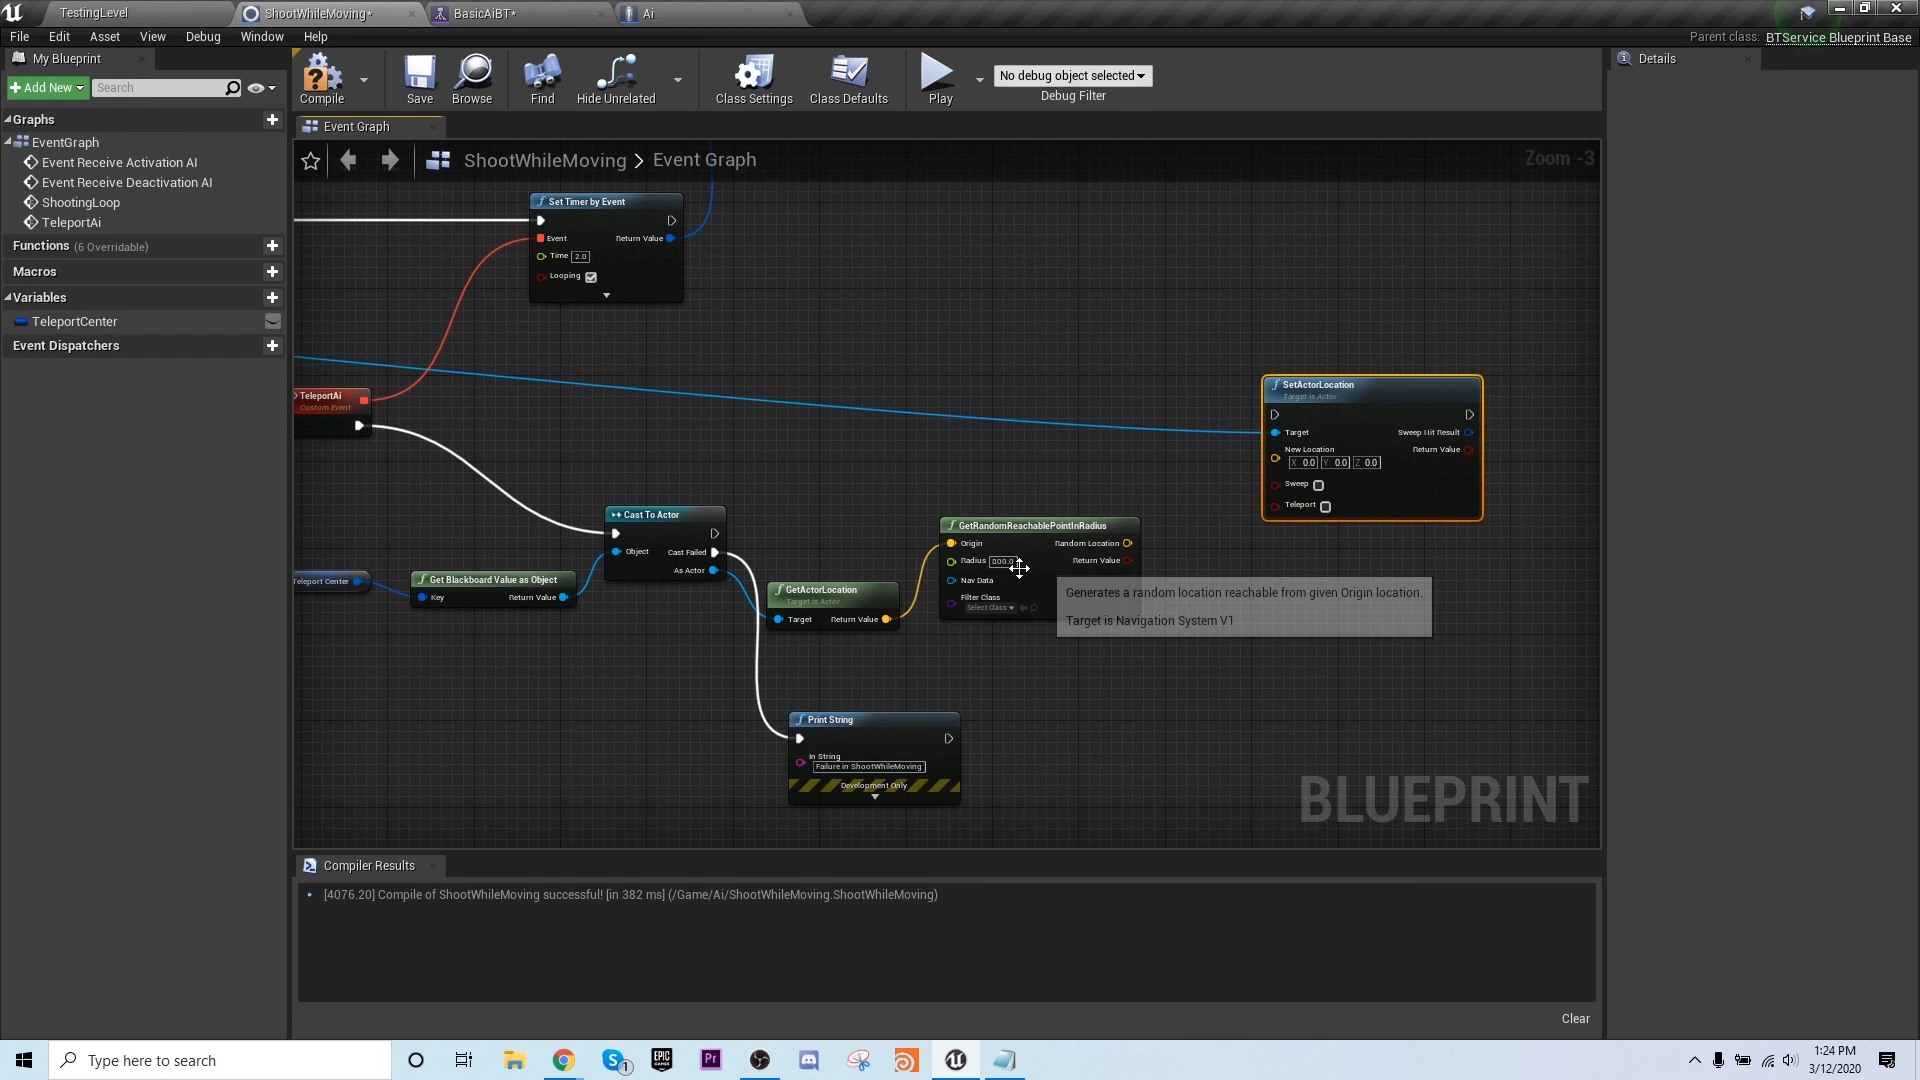 TestingLevel
ShootWhileMoving*
BasicAiBT*
Ai
File Edit Asset View Debug Window Help
Parent class: BTService Blueprint Base
My Blueprint
Details
Add New
Search
Compile
Save
Browse
Find
Hide Unrelated
Class Settings
Class Defaults
Play
No debug object selected
Debug Filter
Graphs
EventGraph
Event Receive Activation AI
Event Receive Deactivation AI
ShootingLoop
TeleportAi
Functions (6 Overridable)
Macros
Variables
TeleportCenter
Event Dispatchers
Event Graph
ShootWhileMoving > Event Graph
Zoom -3
Set Timer by Event
Event
Return Value
Time 2.0
Looping
TeleportAi
Custom Event
SetActorLocation
Target is Actor
Target
Sweep Hit Result
New Location
Return Value
X 0.0 Y 0.0 Z 0.0
Sweep
Teleport
Cast To Actor
Object
Cast Failed
As Actor
Teleport Center
Get Blackboard Value as Object
Key
Return Value
GetActorLocation
Target is Actor
Target
Return Value
GetRandomReachablePointInRadius
Origin
Random Location
Radius
Return Value
Nav Data
Filter Class
Select Class
Generates a random location reachable from given Origin location.
Target is Navigation System V1
Print String
In String
Failure in ShootWhileMoving
Development Only
BLUEPRINT
Compiler Results
[4076.20] Compile of ShootWhileMoving successful! [in 382 ms] (/Game/Ai/ShootWhileMoving.ShootWhileMoving)
Clear
Type here to search
S
1
EPIC
GAMES
Pr
1:24 PM
3/12/2020